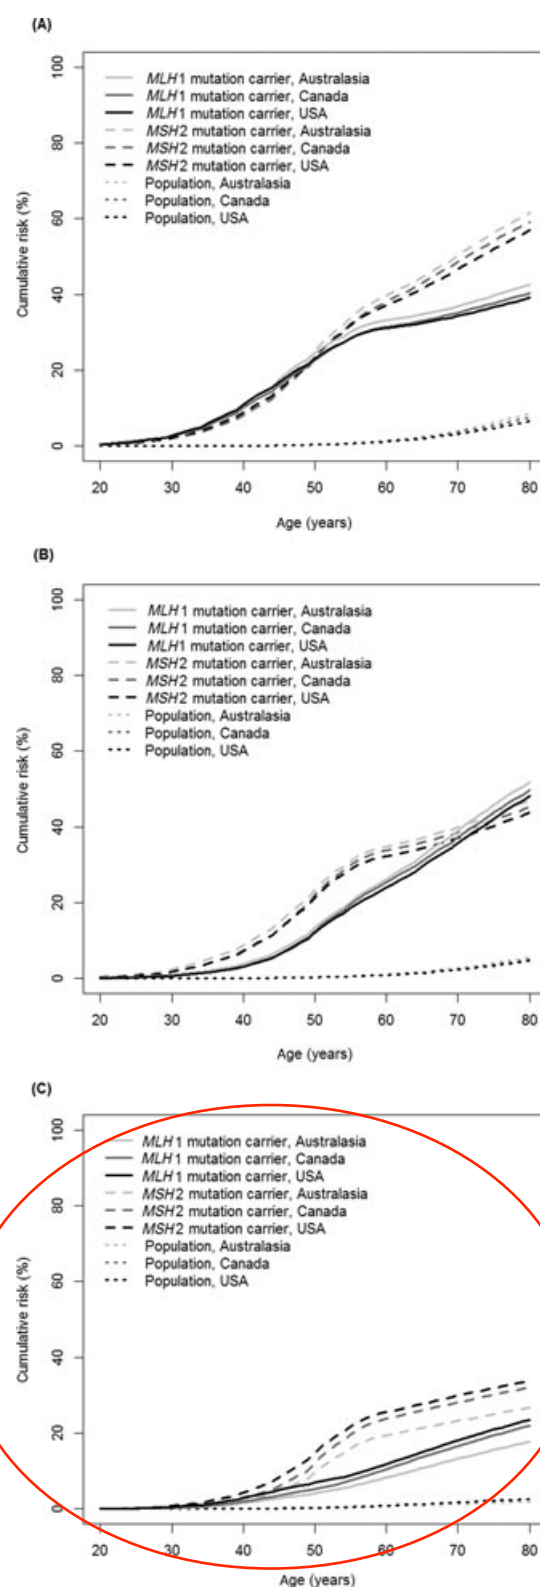 (A)
MLH1 mutation carrier, Australasia
MLH1 mutation carrier, Canada
MLH1 mutation carrier, USA
MSH2 mutation carrier, Australasia
MSH2 mutation carrier, Canada
MSH2 mutation carrier, USA
Population, Australasia
Population, Canada
Population, USA
Cumulative risk (%)
100
80
60
40
20
0
20 30 40 50 60 70 80
Age (years)
(B)
MLH1 mutation carrier, Australasia
MLH1 mutation carrier, Canada
MLH1 mutation carrier, USA
MSH2 mutation carrier, Australasia
MSH2 mutation carrier, Canada
MSH2 mutation carrier, USA
Population, Australasia
Population, Canada
Population, USA
Cumulative risk (%)
100
80
60
40
20
0
20 30 40 50 60 70 80
Age (years)
(C)
MLH1 mutation carrier, Australasia
MLH1 mutation carrier, Canada
MLH1 mutation carrier, USA
MSH2 mutation carrier, Australasia
MSH2 mutation carrier, Canada
MSH2 mutation carrier, USA
Population, Australasia
Population, Canada
Population, USA
Cumulative risk (%)
100
80
60
40
20
0
20 30 40 50 60 70 80
Age (years)